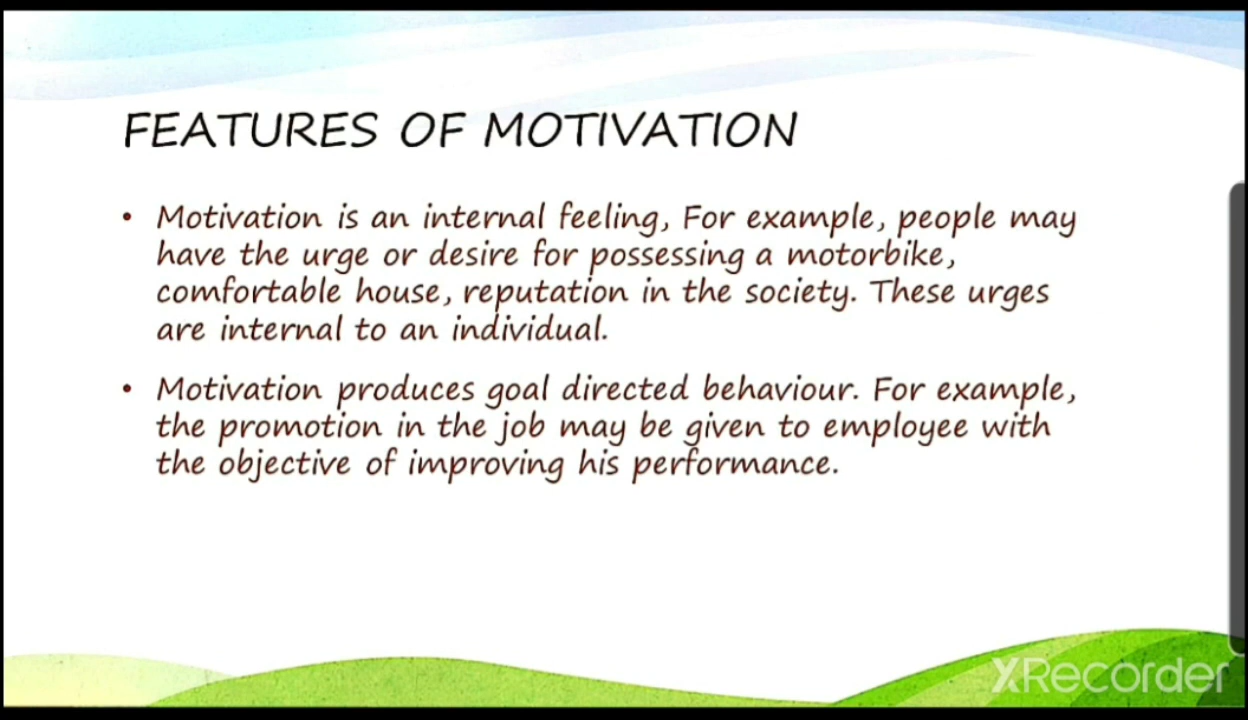 FEATURES OF MOTIVATION
• Motivation is an internal feeling, For example, people may
have the urge or desire for possessing a motorbike,
comfortable house, reputation in the society. These urges
are internal to an individual.
• Motivation produces goal directed behaviour. For example,
the promotion in the job may be given to employee with
the objective of improving his performance.
XRecorder